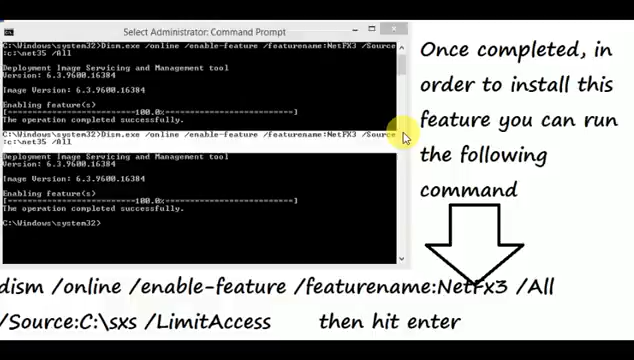 Select Administrator: Command Prompt
C:\Windows\system32>Dism.exe /online /enable-feature /featurename:NetFX3 /Source
:c:\net35 /All
Deployment Image Servicing and Management tool
Version: 6.3.9600.16384
Image Version: 6.3.9600.16384
Enabling feature(s)
[==========================100.0%==========================]
The operation completed successfully.
C:\Windows\system32>Dism.exe /online /enable-feature /featurename:NetFX3 /Source
:c:\net35 /All
Deployment Image Servicing and Management tool
Version: 6.3.9600.16384
Image Version: 6.3.9600.16384
Enabling feature(s)
[==========================100.0%==========================]
The operation completed successfully.
C:\Windows\system32>
Once completed, in
order to install this
feature you can run
the following
command
dism /online /enable-feature /featurename:NetFx3 /All
/Source:C:\sxs /LimitAccess then hit enter